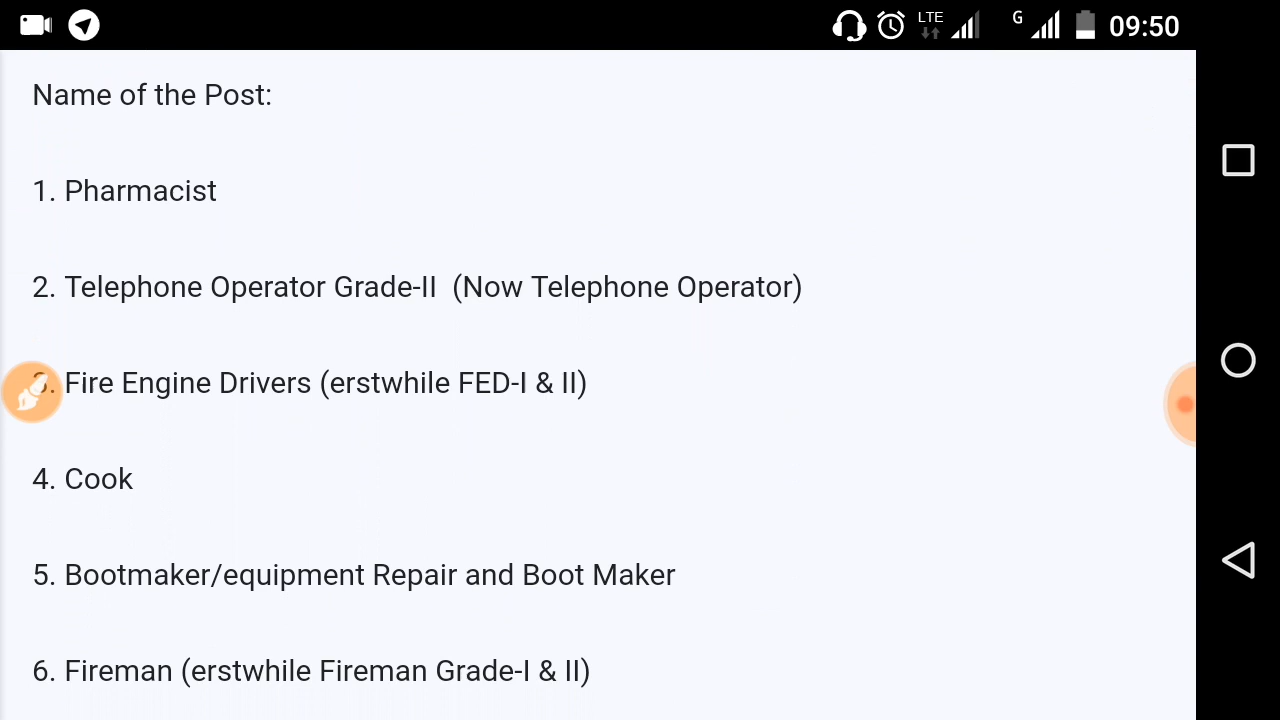 LTE
G
09:50
Name of the Post:
1. Pharmacist
2. Telephone Operator Grade-II  (Now Telephone Operator)
3. Fire Engine Drivers (erstwhile FED-I & II)
4. Cook
5. Bootmaker/equipment Repair and Boot Maker
6. Fireman (erstwhile Fireman Grade-I & II)